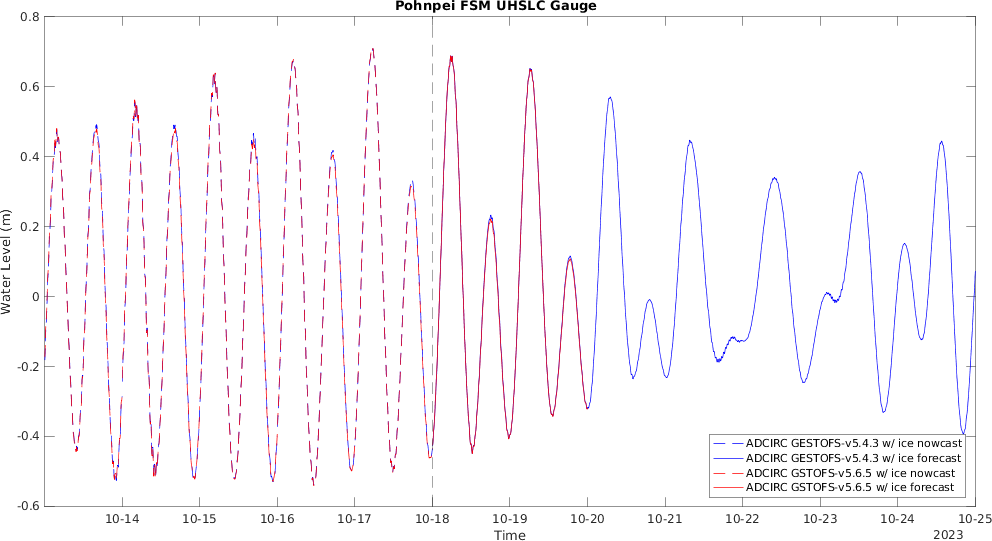 Pohnpei FSM UHSLC Gauge
0.8
0.6
0.4
0.2
0
-0.2
-0.4
-0.6
Water Level (m)
ADCIRC GESTOFS-v5.4.3 w/ ice nowcast
ADCIRC GESTOFS-v5.4.3 w/ ice forecast
ADCIRC GSTOFS-v5.6.5 w/ ice nowcast
ADCIRC GSTOFS-v5.6.5 w/ ice forecast
10-14 10-15 10-16 10-17 10-18 10-19 10-20 10-21 10-22 10-23 10-24 10-25
Time
2023